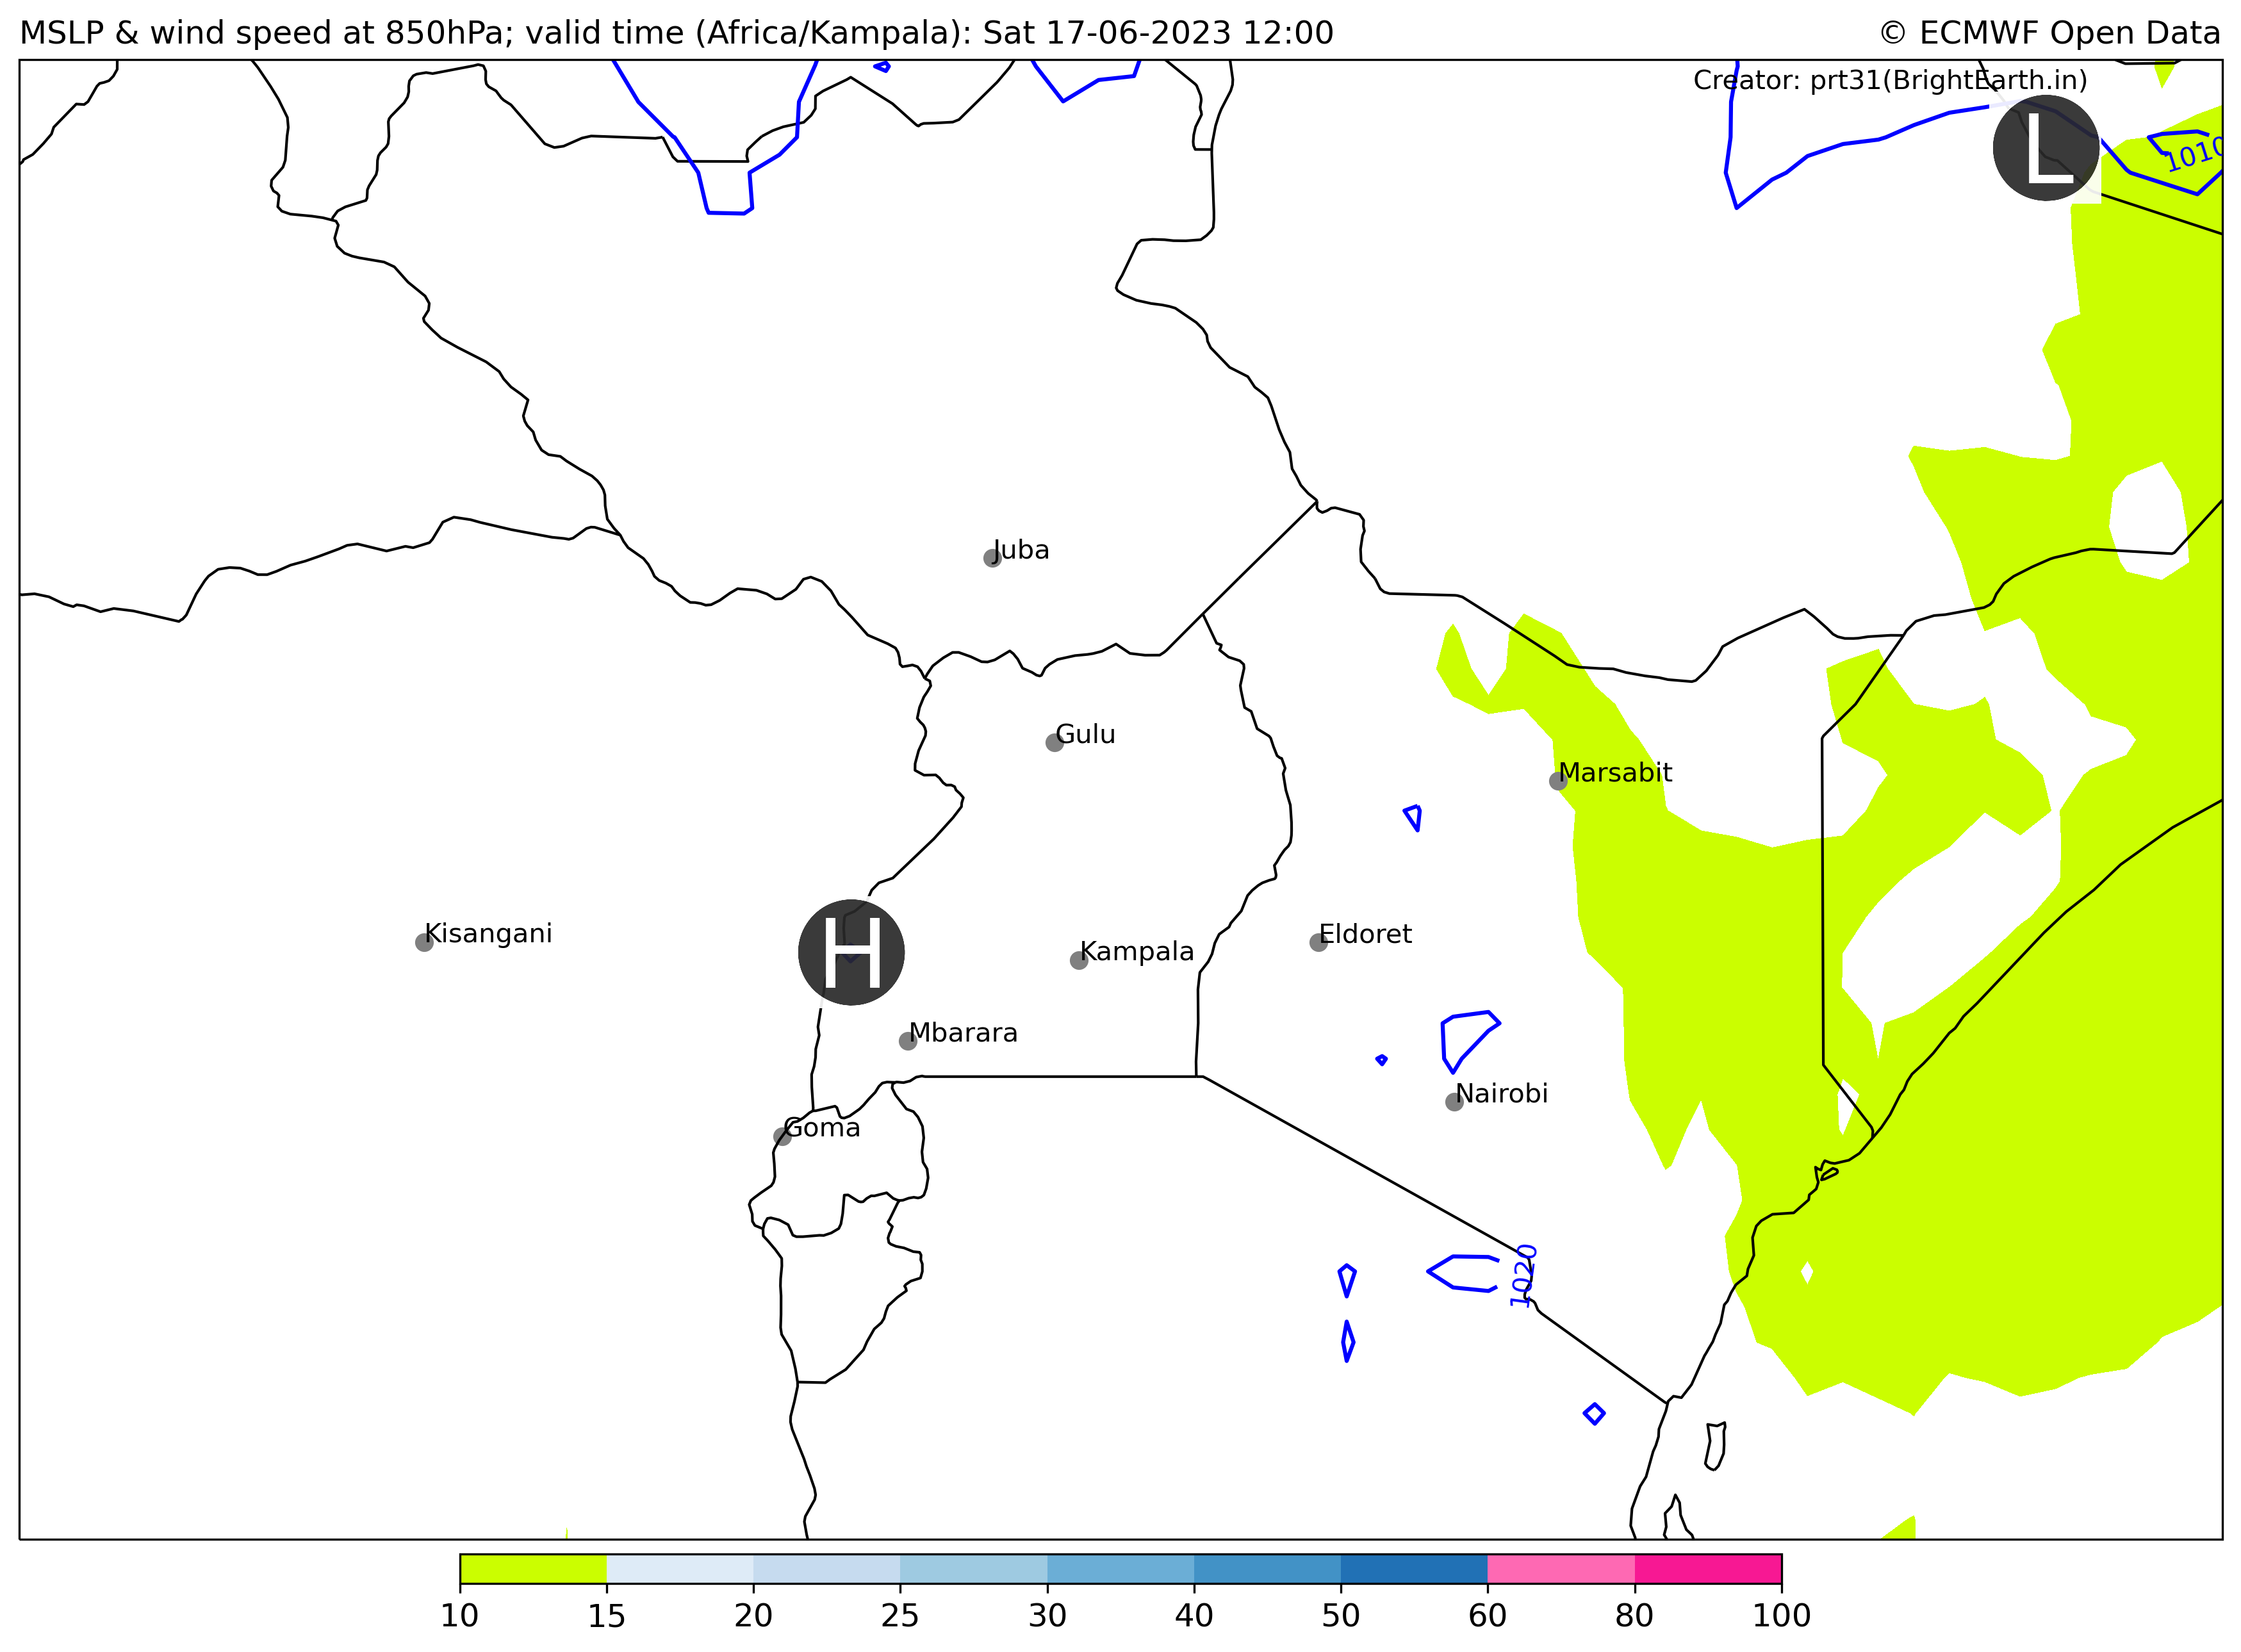 MSLP & wind speed at 850hPa; valid time (Africa/Kampala): Sat 17-06-2023 12:00
© ECMWF Open Data
Creator: prt31(BrightEarth.in)
L
1010
Juba
Gulu
Marsabit
Kisangani
H
Kampala
Eldoret
Mbarara
Nairobi
Goma
1020
10 15 20 25 30 40 50 60 80 100